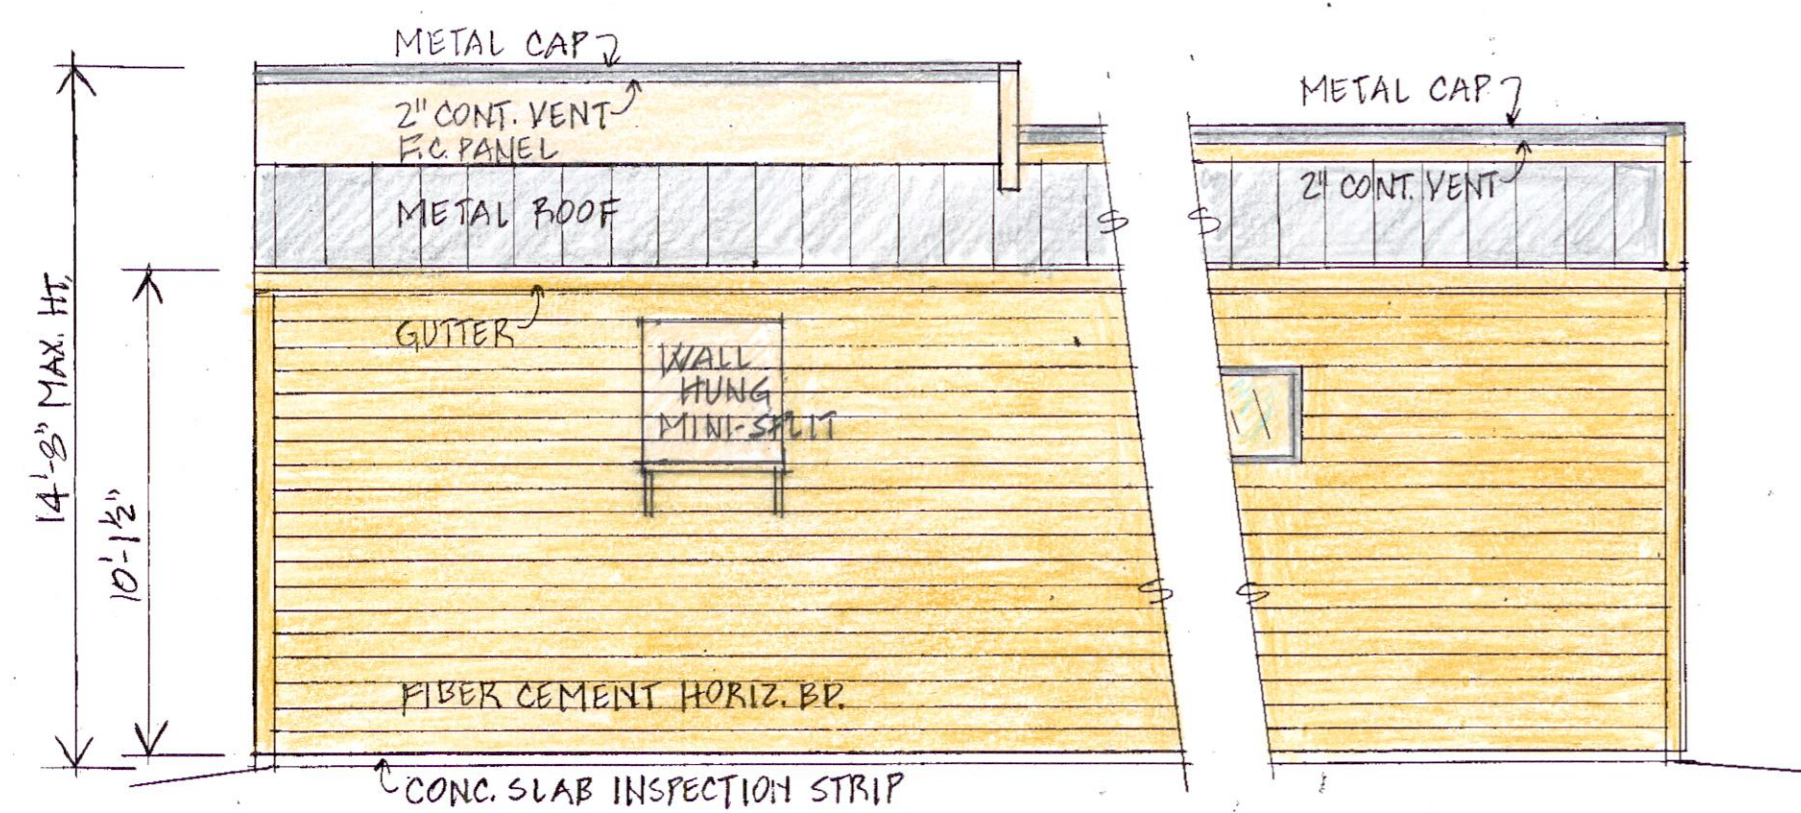 METAL CAP
2" CONT. VENT
F.C. PANEL
METAL ROOF
GUTTER
WALL
HUNG
MINI-SPLIT
FIBER CEMENT HORIZ. BD.
CONC. SLAB INSPECTION STRIP
14'-8" MAX. HT.
10'-1½"
METAL CAP
2" CONT. VENT